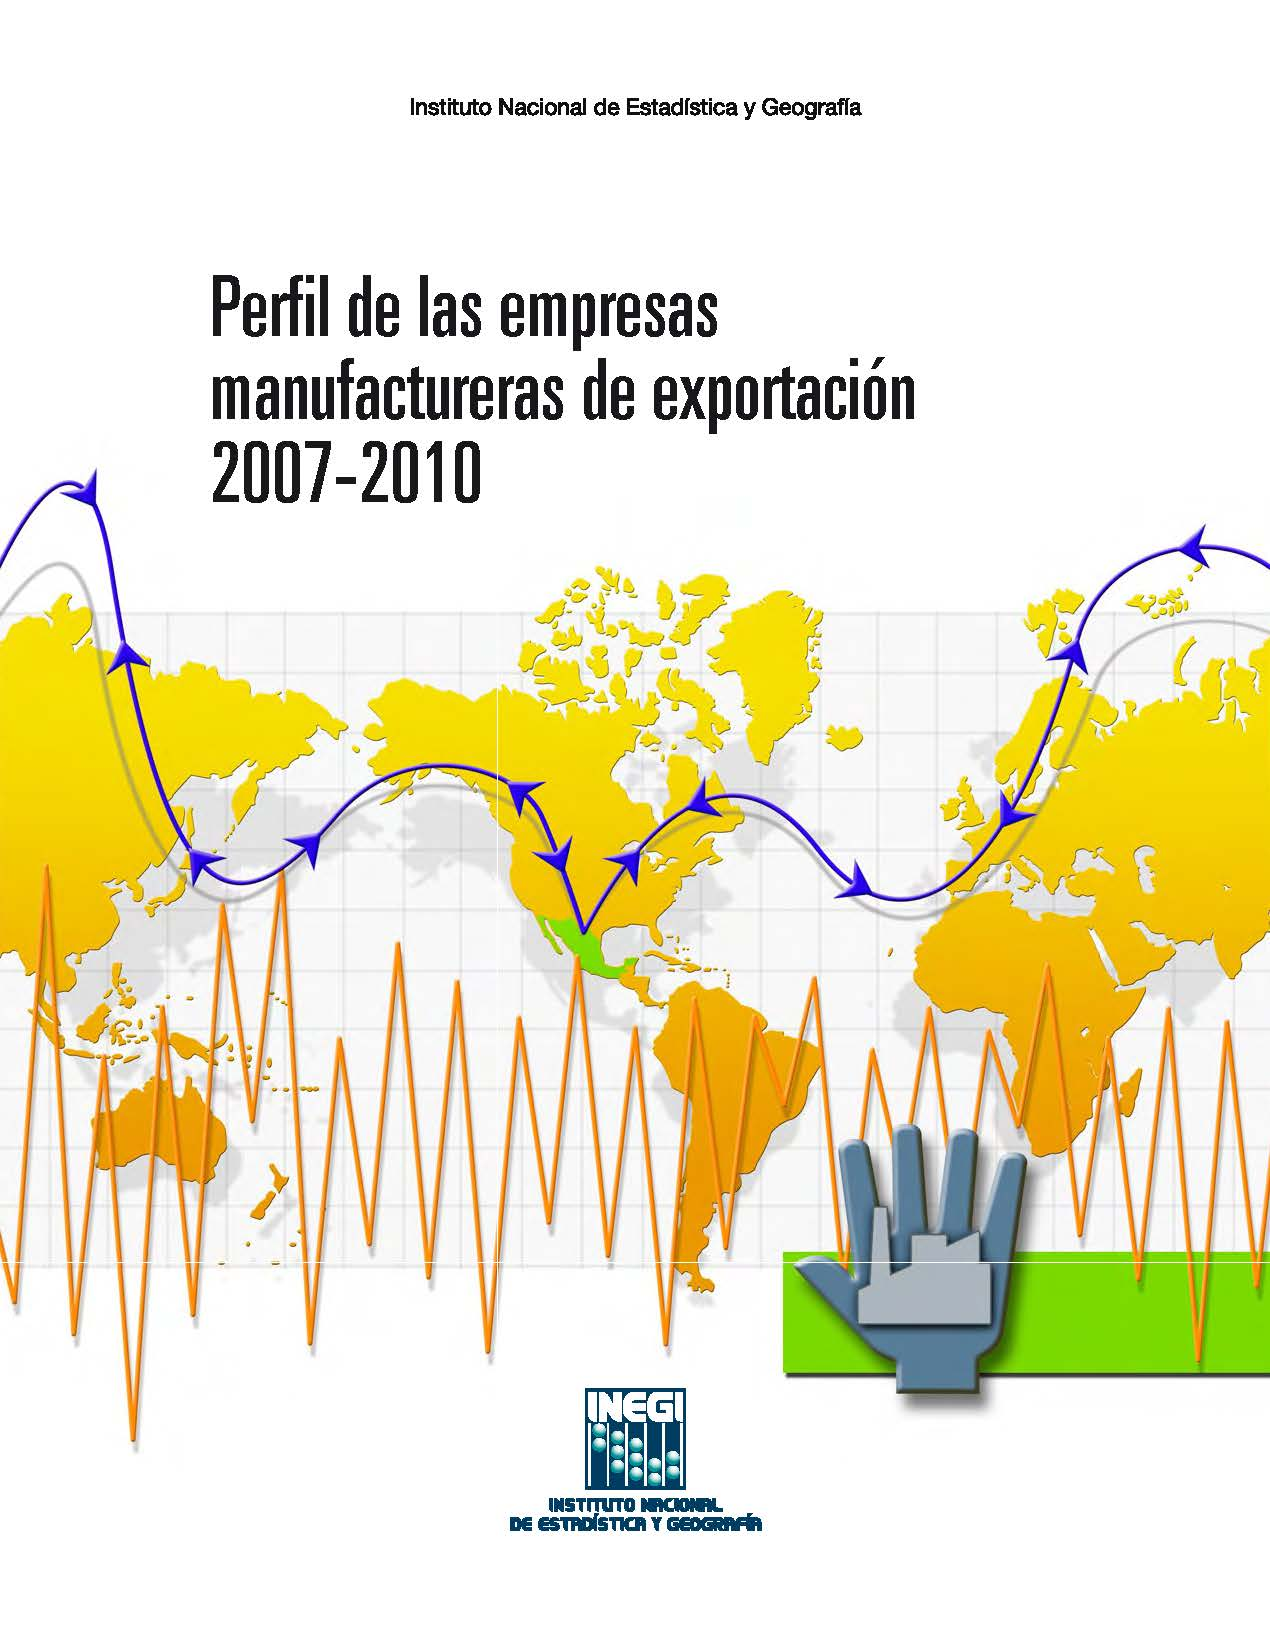 Instituto Nacional de Estadística y Geografía
Perfil de las empresas
manufactureras de exportación
2007-2010
INEGI
INSTITUTO NACIONAL
DE ESTADÍSTICA Y GEOGRAFÍA